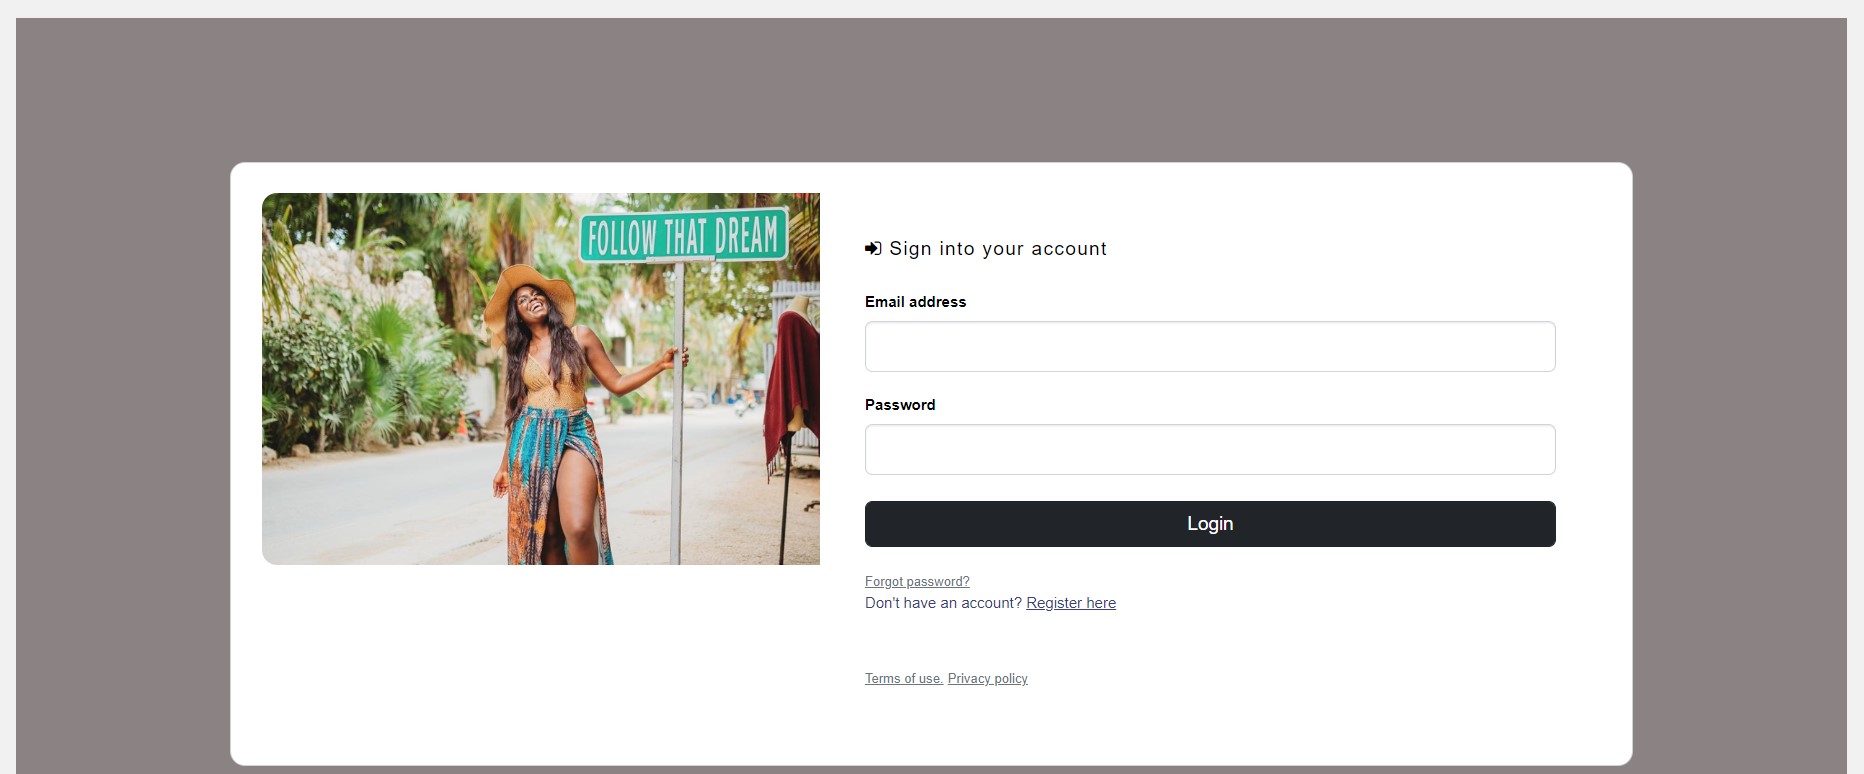 FOLLOW THAT DREAM
Sign into your account
Email address
Password
Login
Forgot password?
Don't have an account? Register here
Terms of use. Privacy policy